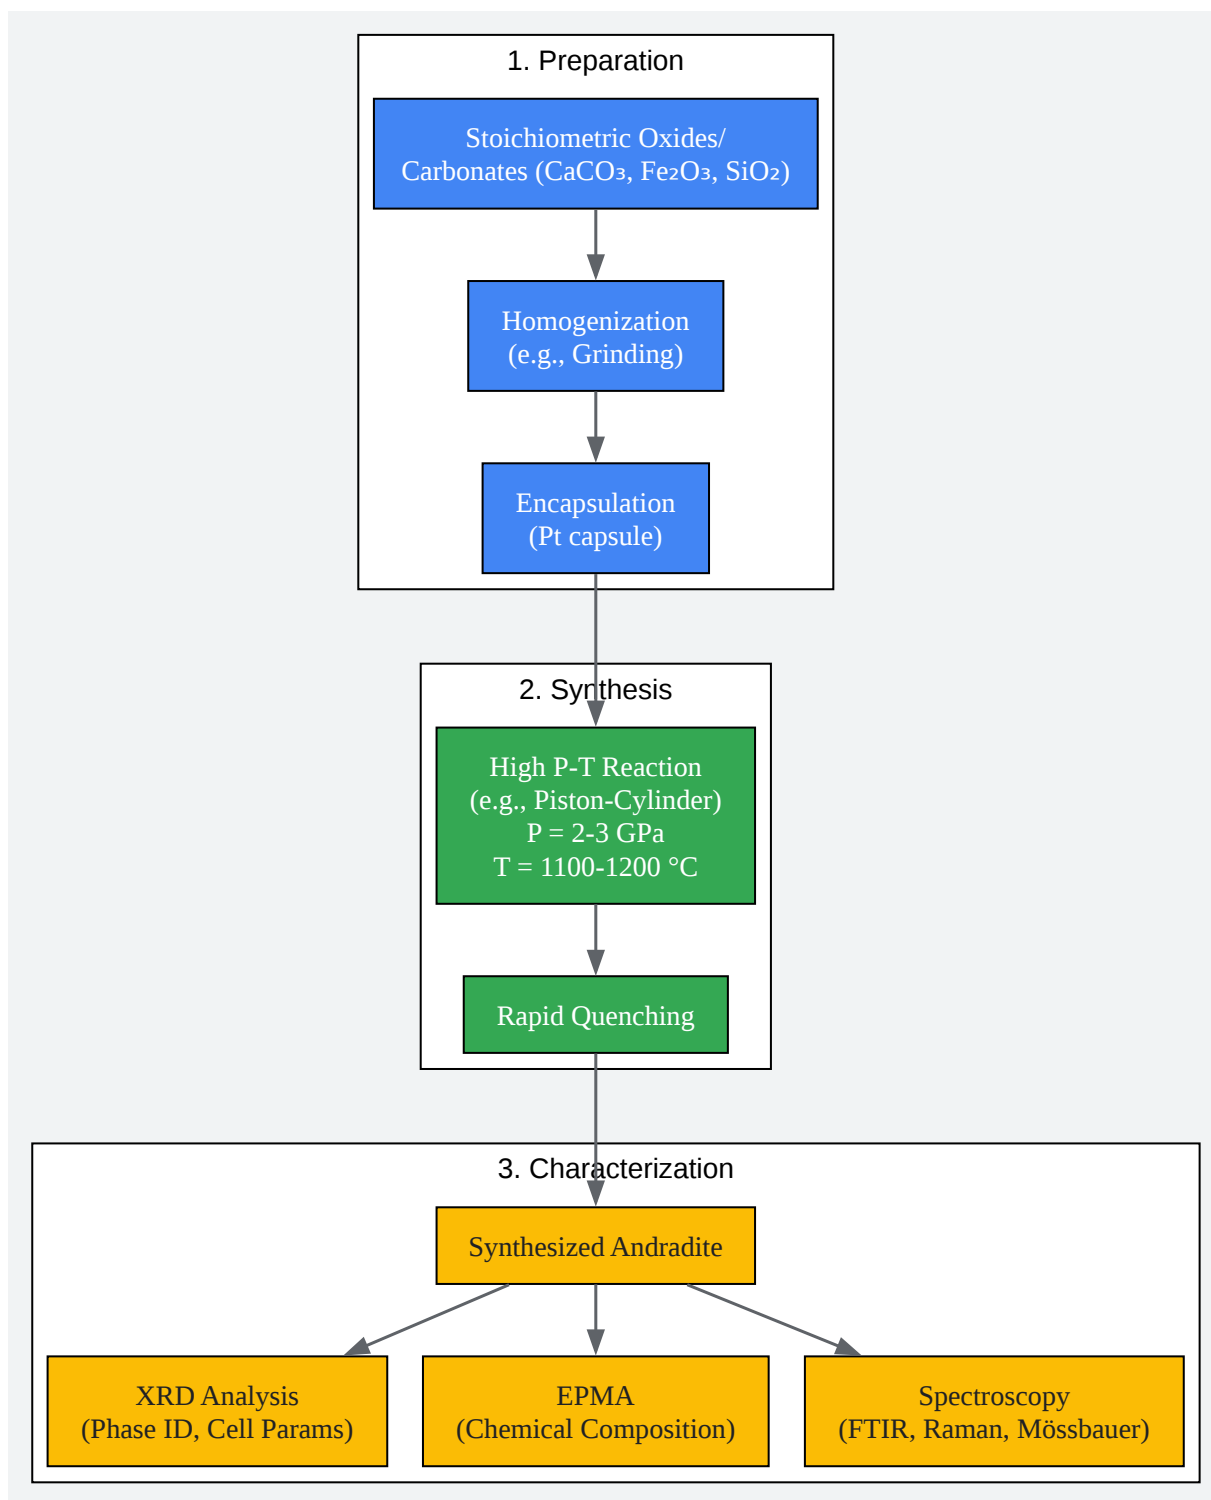 1. Preparation
Stoichiometric Oxides/
Carbonates (CaCO₃, Fe₂O₃, SiO₂)
Homogenization
(e.g., Grinding)
Encapsulation
(Pt capsule)
2. Synthesis
High P-T Reaction
(e.g., Piston-Cylinder)
P = 2-3 GPa
T = 1100-1200 °C
Rapid Quenching
3. Characterization
Synthesized Andradite
XRD Analysis
(Phase ID, Cell Params)
EPMA
(Chemical Composition)
Spectroscopy
(FTIR, Raman, Mössbauer)